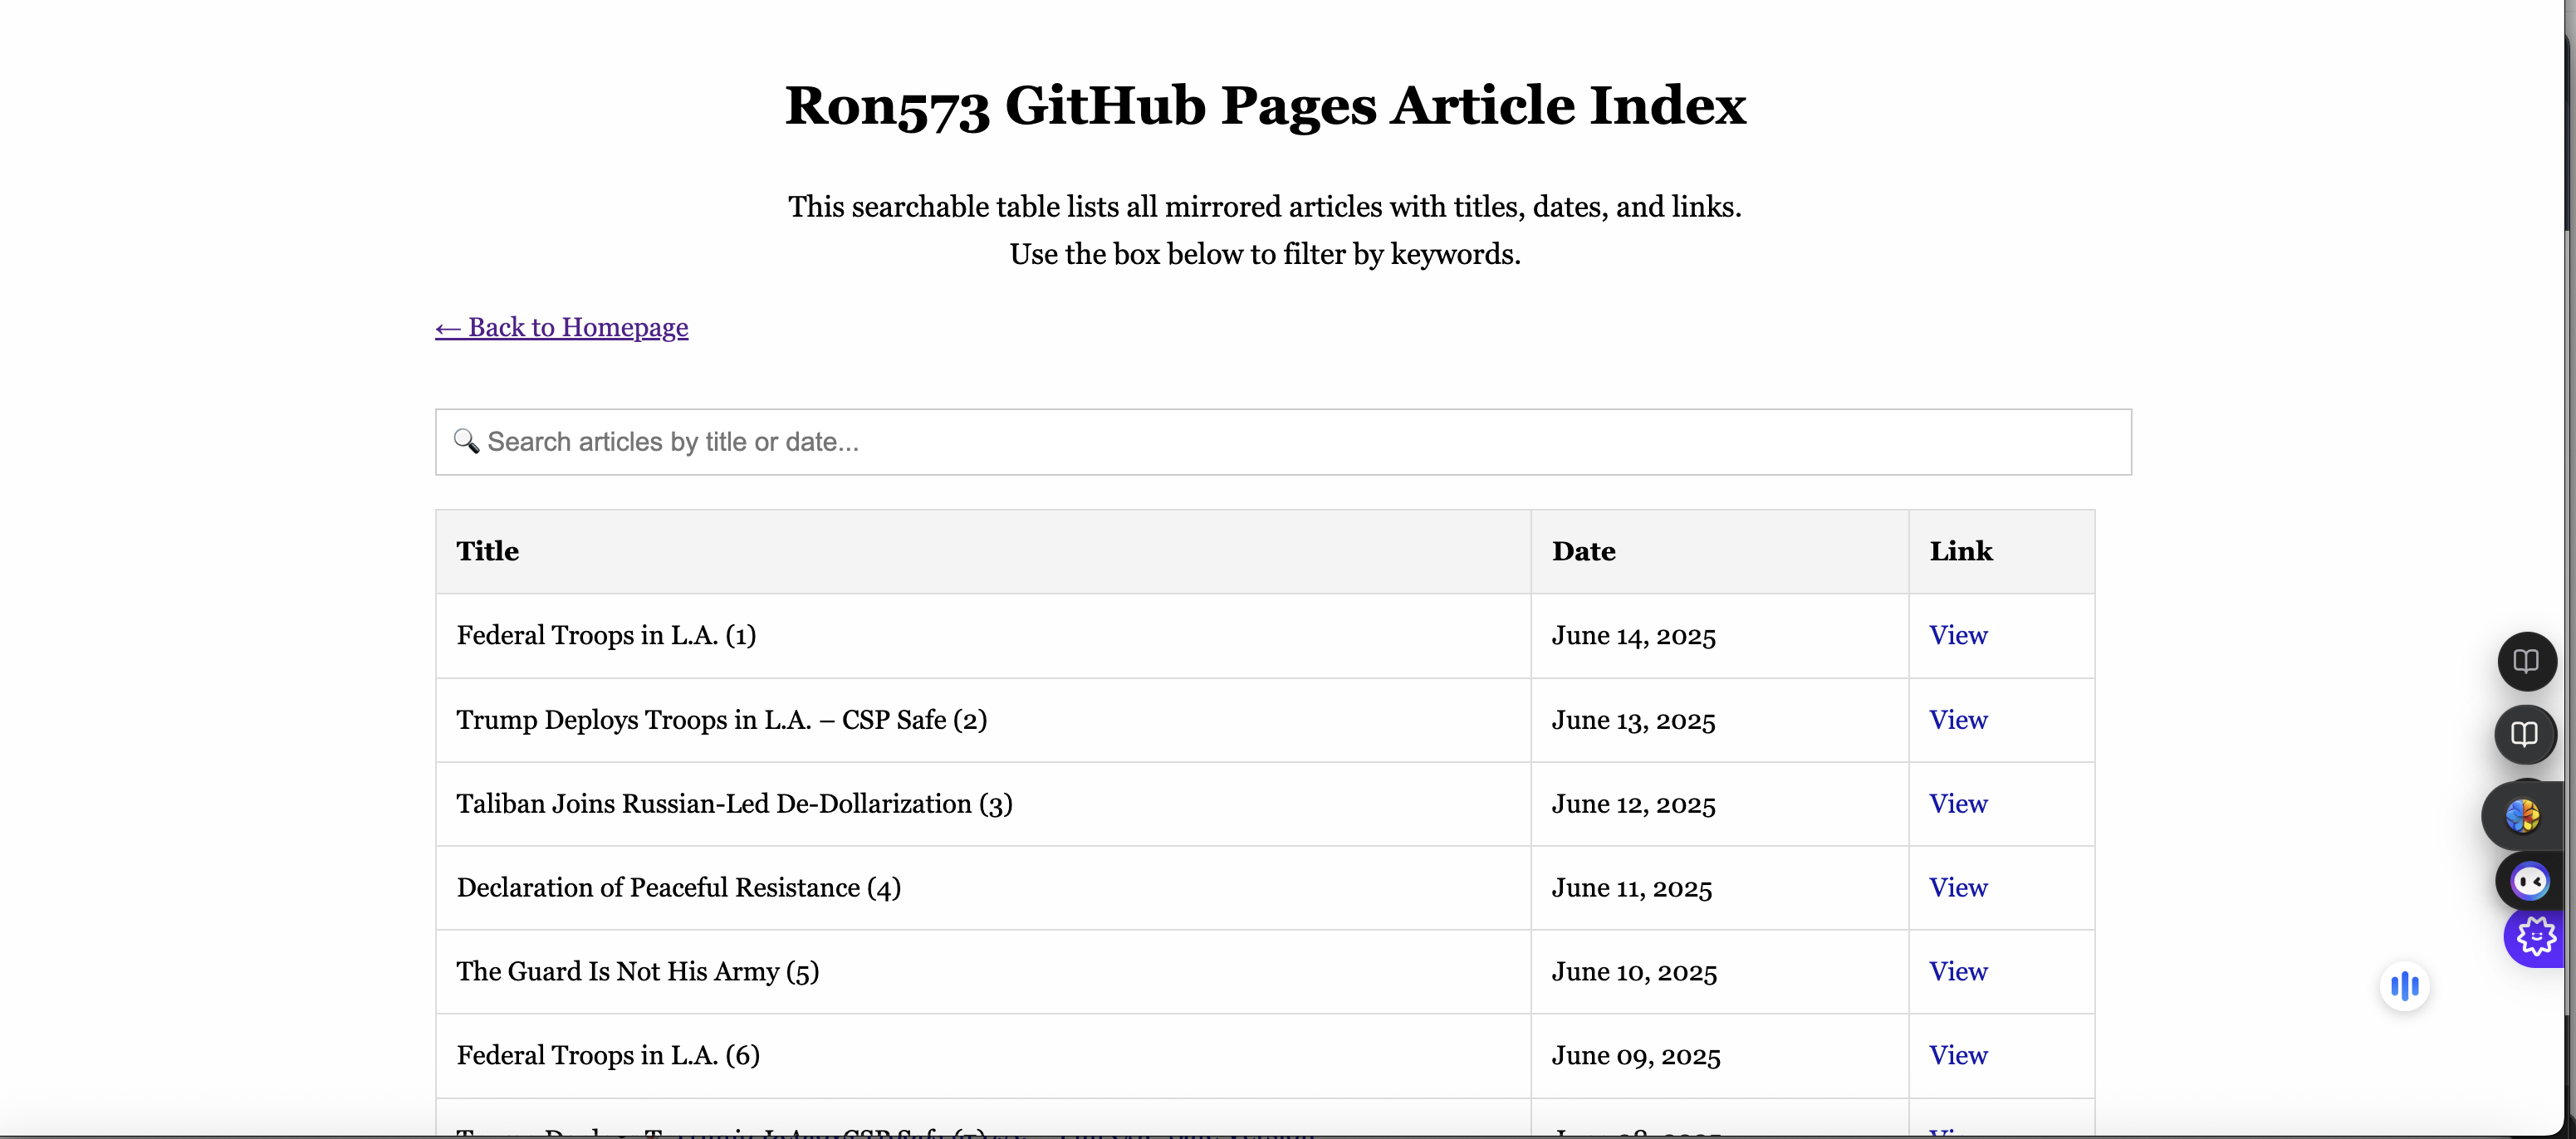 Ron573 GitHub Pages Article Index
This searchable table lists all mirrored articles with titles, dates, and links.
Use the box below to filter by keywords.
← Back to Homepage
🔍 Search articles by title or date...
Title Date Link
Federal Troops in L.A. (1) June 14, 2025 View
Trump Deploys Troops in L.A. – CSP Safe (2) June 13, 2025 View
Taliban Joins Russian-Led De-Dollarization (3) June 12, 2025 View
Declaration of Peaceful Resistance (4) June 11, 2025 View
The Guard Is Not His Army (5) June 10, 2025 View
Federal Troops in L.A. (6) June 09, 2025 View